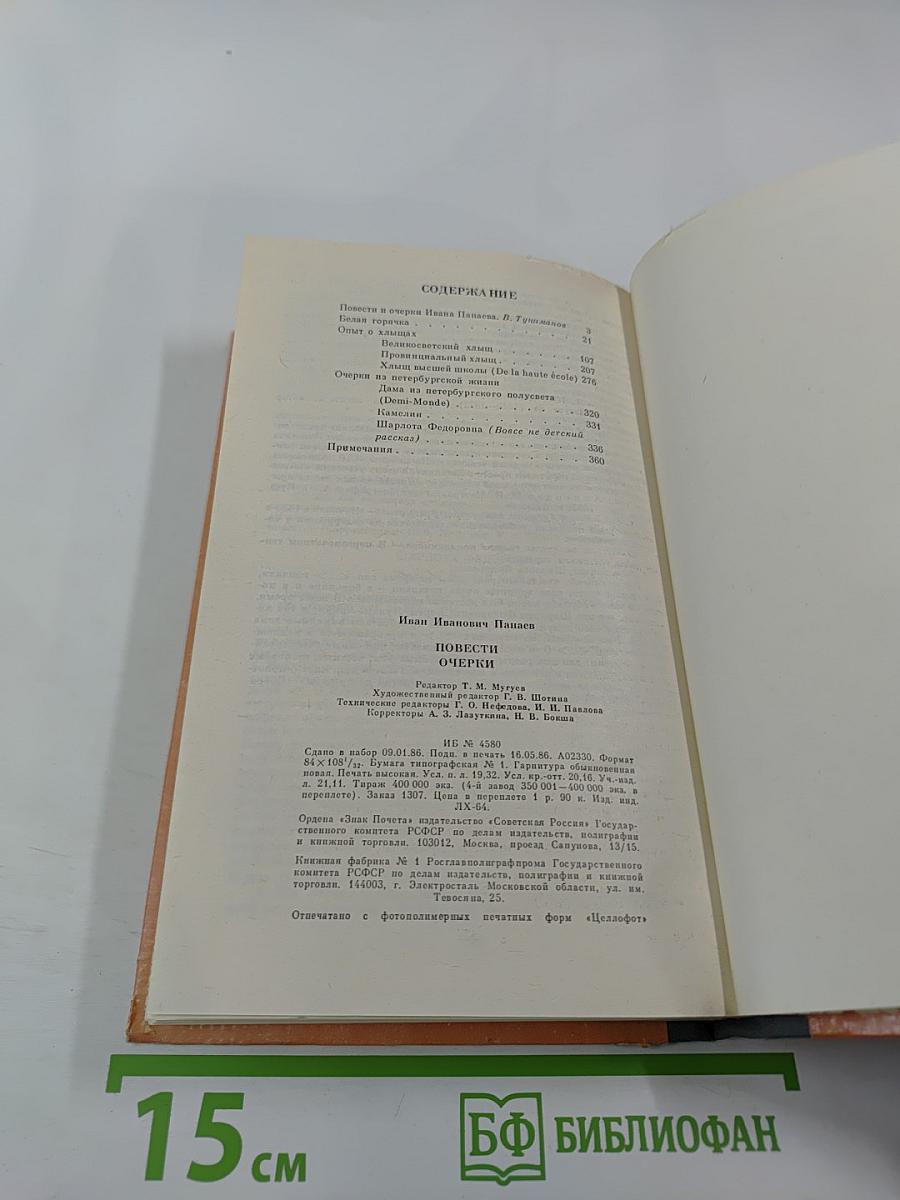 СОДЕРЖАНИЕ
Повести и очерки Ивана Панаева. В. Туниманов 3
Белая горячка . . . . . . . . . . . 21
Опыт о хлыщах
Великосветский хлыщ . . . . . . 107
Провинциальный хлыщ . . . . . . 207
Хлыщ высшей школы (De la haute école) 276
Очерки из петербургской жизни
Дама из петербургского полусвета
(Demi-Monde) . . . . . . . . . 320
Камелии . . . . . . . . . . . 331
Шарлота Федоровна (Вовсе не детский
рассказ) . . . . . . . . . . . 336
Примечания . . . . . . . . . . . . 360
Иван Иванович Панаев
ПОВЕСТИ
ОЧЕРКИ
Редактор Т. М. Мугуев
Художественный редактор Г. В. Шотина
Технические редакторы Г. О. Нефедова, И. И. Павлова
Корректоры А. З. Лазуткина, Н. В. Бокша
ИБ № 4580
Сдано в набор 09.01.86. Подп. в печать 16.05.86. А02330. Формат
84×108 1/32. Бумага типографская № 1. Гарнитура обыкновенная
новая. Печать высокая. Усл. п. л. 19,32. Усл. кр.-отт. 20,16. Уч.-изд.
л. 21,11. Тираж 400 000 экз. (4-й завод 350 001—400 000 экз. в
переплете). Заказ 1307. Цена в переплете 1 р. 90 к. Изд. инд.
ЛХ-64.
Ордена «Знак Почета» издательство «Советская Россия» Государ-
ственного комитета РСФСР по делам издательств, полиграфии
и книжной торговли. 103012, Москва, проезд Сапунова, 13/15.
Книжная фабрика № 1 Росглавполиграфпрома Государственного
комитета РСФСР по делам издательств, полиграфии и книжной
торговли. 144003, г. Электросталь Московской области, ул. им.
Тевосяна, 25.
Отпечатано с фотополимерных печатных форм «Целлофот»
15 см
БФ БИБЛИОФАН